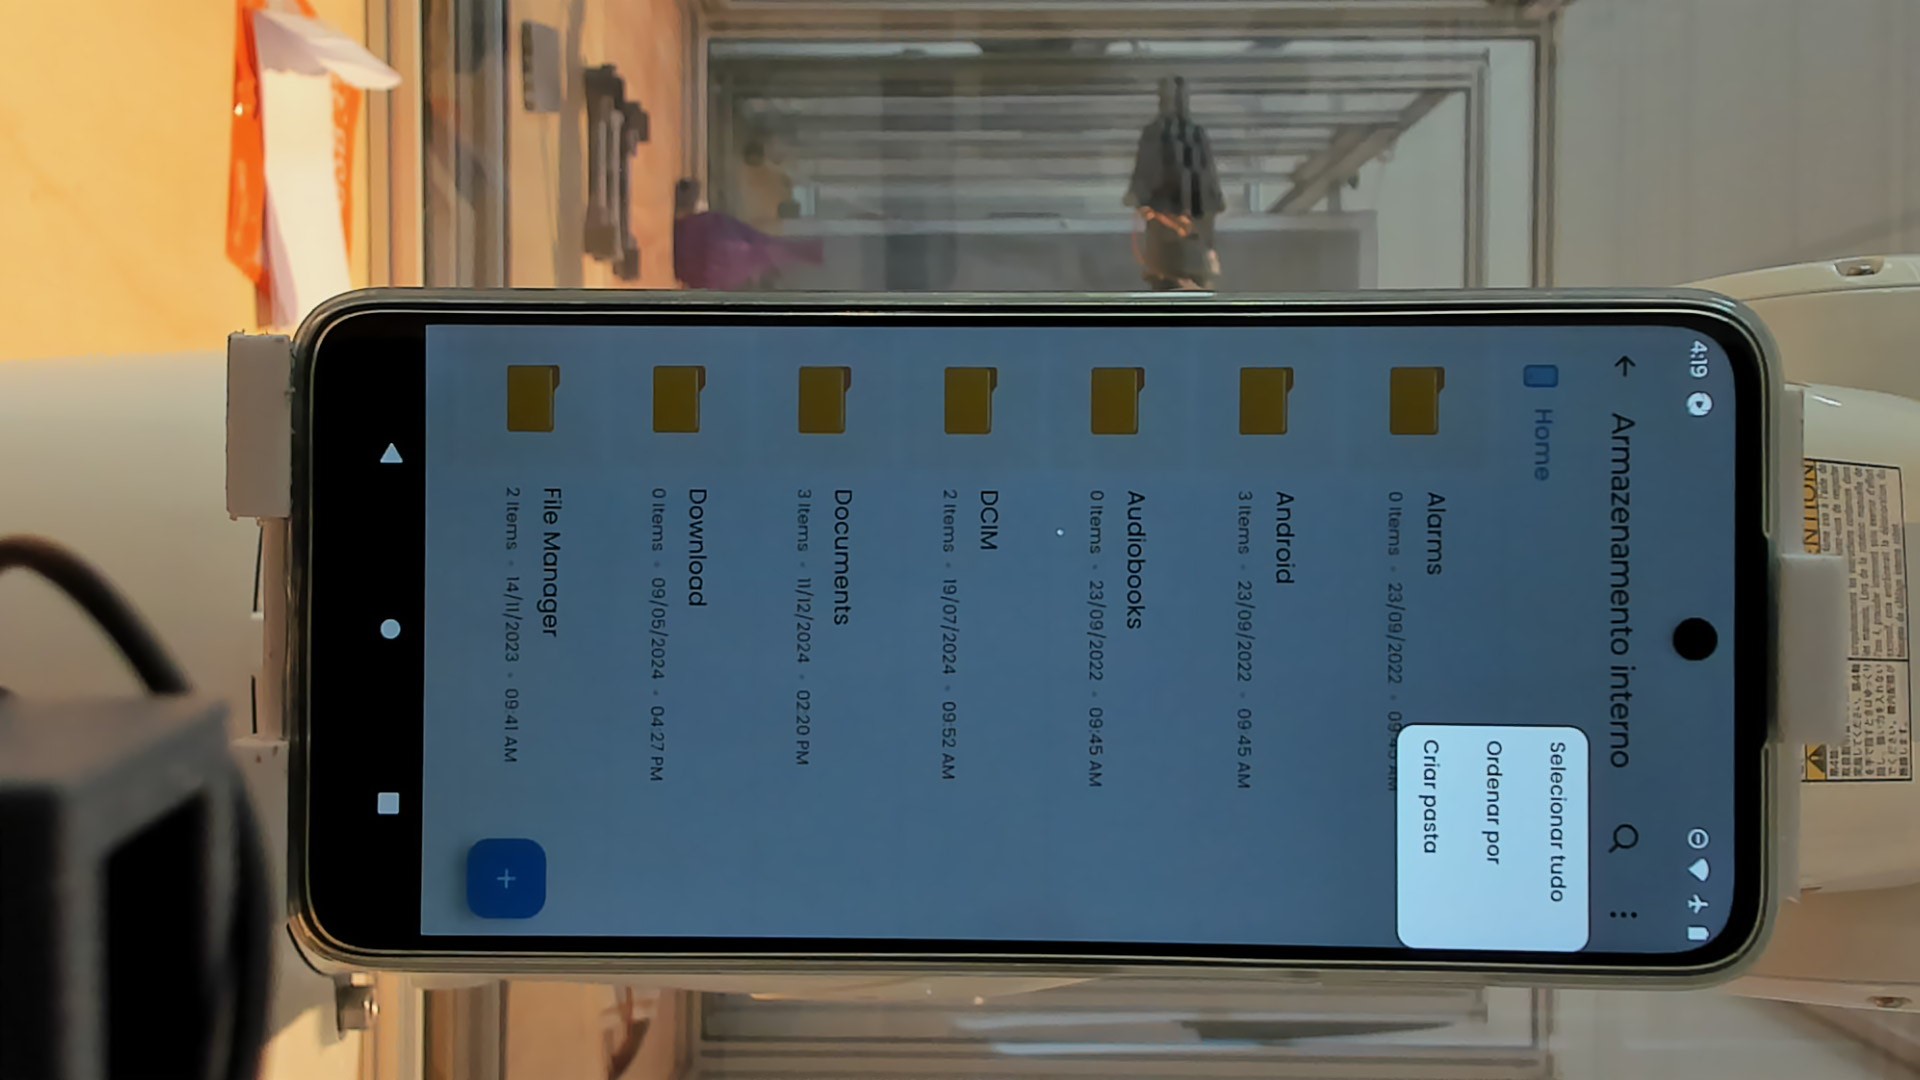 4:19
Armazenamento interno
Home
Selecionar tudo
Ordenar por
Criar pasta
Alarms
0 Items • 23/09/2022 • 09:45 AM
Android
3 Items • 23/09/2022 • 09:45 AM
Audiobooks
0 Items • 23/09/2022 • 09:45 AM
DCIM
2 Items • 19/07/2024 • 09:52 AM
Documents
3 Items • 11/12/2024 • 02:20 PM
Download
0 Items • 09/05/2024 • 04:27 PM
File Manager
2 Items • 14/11/2023 • 09:41 AM